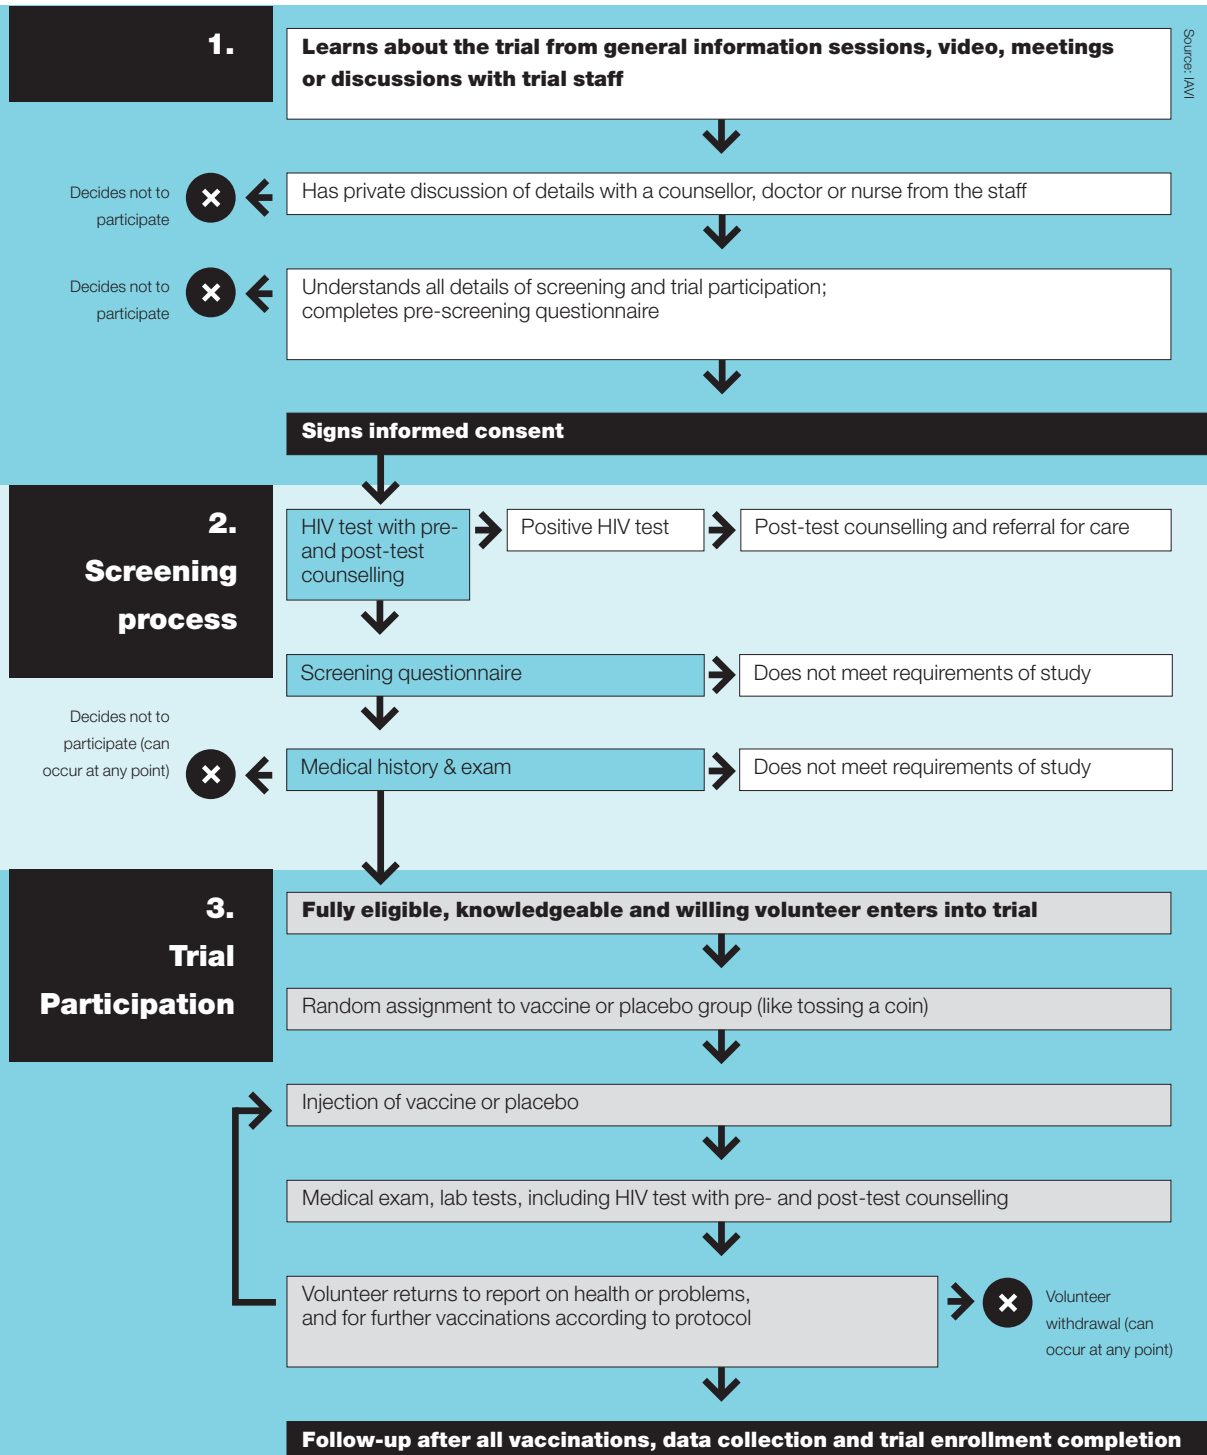 1.
Learns about the trial from general information sessions, video, meetings
or discussions with trial staff
Source: IAVI
Decides not to
participate
Has private discussion of details with a counsellor, doctor or nurse from the staff
Decides not to
participate
Understands all details of screening and trial participation;
completes pre-screening questionnaire
Signs informed consent
2.
Screening
process
HIV test with pre-
and post-test
counselling
Positive HIV test
Post-test counselling and referral for care
Screening questionnaire
Does not meet requirements of study
Decides not to
participate (can
occur at any point)
Medical history & exam
Does not meet requirements of study
3.
Trial
Participation
Fully eligible, knowledgeable and willing volunteer enters into trial
Random assignment to vaccine or placebo group (like tossing a coin)
Injection of vaccine or placebo
Medical exam, lab tests, including HIV test with pre- and post-test counselling
Volunteer returns to report on health or problems,
and for further vaccinations according to protocol
Volunteer
withdrawal (can
occur at any point)
Follow-up after all vaccinations, data collection and trial enrollment completion